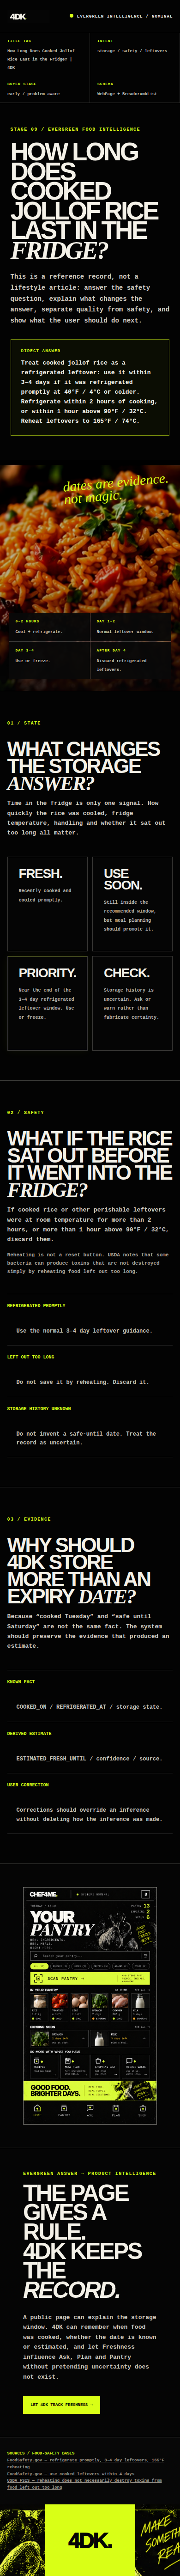 4DK
EVERGREEN INTELLIGENCE / NOMINAL
TITLE TAG
How Long Does Cooked Jollof
Rice Last in the Fridge? |
4DK
INTENT
storage / safety / leftovers
BUYER STAGE
early / problem aware
SCHEMA
WebPage + BreadcrumbList
STAGE 09 / EVERGREEN FOOD INTELLIGENCE
HOW LONG
DOES
COOKED
JOLLOF RICE
LAST IN THE
FRIDGE?
This is a reference record, not a
lifestyle article: answer the safety
question, explain what changes the
answer, separate quality from safety, and
show what the user should do next.
DIRECT ANSWER
Treat cooked jollof rice as a
refrigerated leftover: use it within
3–4 days if it was refrigerated
promptly at 40°F / 4°C or colder.
Refrigerate within 2 hours of cooking,
or within 1 hour above 90°F / 32°C.
Reheat leftovers to 165°F / 74°C.
dates are evidence.
not magic.
0–2 HOURS
Cool + refrigerate.
DAY 1–2
Normal leftover window.
DAY 3–4
Use or freeze.
AFTER DAY 4
Discard refrigerated
leftovers.
01 / STATE
WHAT CHANGES
THE STORAGE
ANSWER?
Time in the fridge is only one signal. How
quickly the rice was cooled, fridge
temperature, handling and whether it sat out
too long all matter.
FRESH.
Recently cooked and
cooled promptly.
USE
SOON.
Still inside the
recommended window,
but meal planning
should promote it.
PRIORITY.
Near the end of the
3–4 day refrigerated
leftover window. Use
or freeze.
CHECK.
Storage history is
uncertain. Ask or
warn rather than
fabricate certainty.
02 / SAFETY
WHAT IF THE RICE
SAT OUT BEFORE
IT WENT INTO THE
FRIDGE?
If cooked rice or other perishable leftovers
were at room temperature for more than 2
hours, or more than 1 hour above 90°F / 32°C,
discard them.
Reheating is not a reset button. USDA notes that some
bacteria can produce toxins that are not destroyed
simply by reheating food left out too long.
REFRIGERATED PROMPTLY
Use the normal 3–4 day leftover guidance.
LEFT OUT TOO LONG
Do not save it by reheating. Discard it.
STORAGE HISTORY UNKNOWN
Do not invent a safe-until date. Treat the
record as uncertain.
03 / EVIDENCE
WHY SHOULD
4DK STORE
MORE THAN AN
EXPIRY DATE?
Because “cooked Tuesday” and “safe until
Saturday” are not the same fact. The system
should preserve the evidence that produced an
estimate.
KNOWN FACT
COOKED_ON / REFRIGERATED_AT / storage state.
DERIVED ESTIMATE
ESTIMATED_FRESH_UNTIL / confidence / source.
USER CORRECTION
Corrections should override an inference
without deleting how the inference was made.
CHEF4ME.
YOUR
PANTRY
SCAN PANTRY →
IN YOUR PANTRY
EXPIRING SOON
DO MORE WITH WHAT YOU HAVE
GOOD FOOD.
BRIGHTER DAYS.
HOME
PANTRY
PLAN
EVERGREEN ANSWER → PRODUCT INTELLIGENCE
THE PAGE
GIVES A
RULE.
4DK KEEPS
THE
RECORD.
A public page can explain the storage
window. 4DK can remember when food
was cooked, whether the date is known
or estimated, and let Freshness
influence Ask, Plan and Pantry
without pretending uncertainty does
not exist.
LET 4DK TRACK FRESHNESS →
SOURCES / FOOD-SAFETY BASIS
FoodSafety.gov — refrigerate promptly, 3–4 day leftovers, 165°F
reheating
FoodSafety.gov — use cooked leftovers within 4 days
USDA FSIS — reheating does not necessarily destroy toxins from
food left out too long
4DK.
MAKE
SOMETH
REA